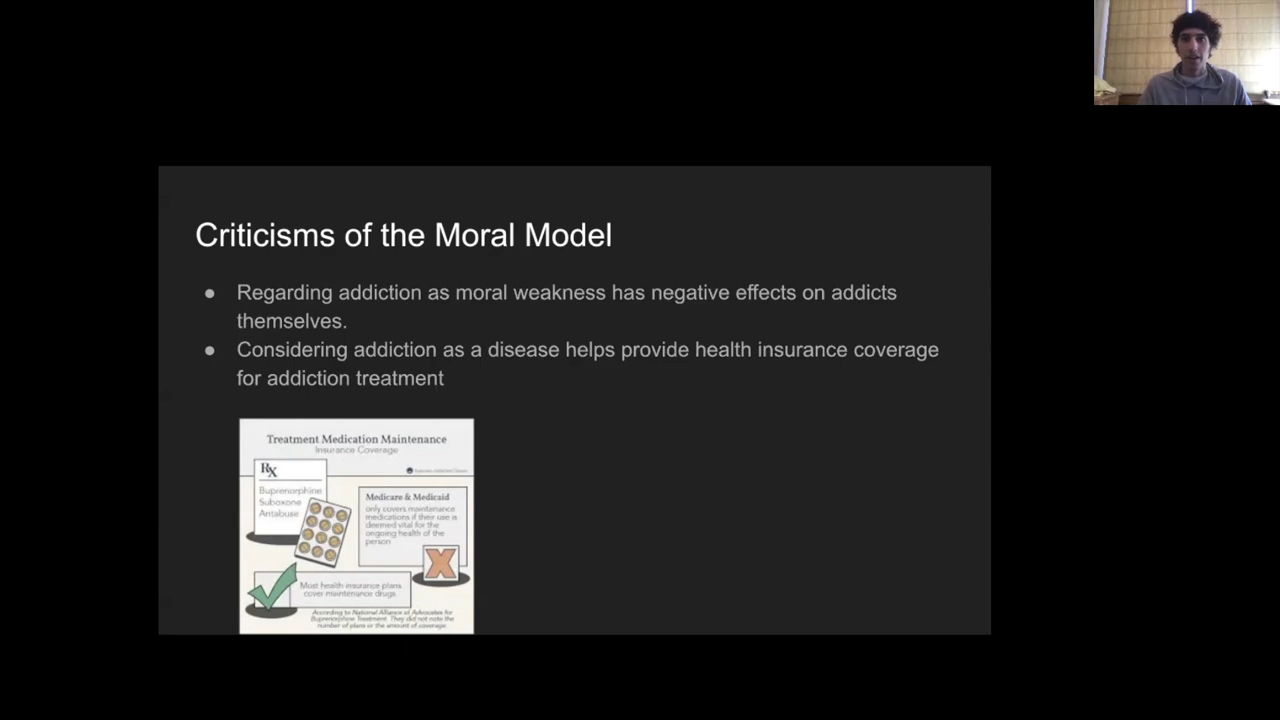 Criticisms of the Moral Model
● Regarding addiction as moral weakness has negative effects on addicts
themselves.
● Considering addiction as a disease helps provide health insurance coverage
for addiction treatment
Treatment Medication Maintenance
Insurance Coverage
Rx
Buprenorphine
Suboxone
Antabuse
Medicare & Medicaid
only covers maintenance
medications if their use is
deemed vital for the
ongoing health of the
person
Most health insurance plans
cover maintenance drugs
According to National Alliance of Advocates for
Buprenorphine Treatment. They did not note the
number of plans or the amount of coverage.